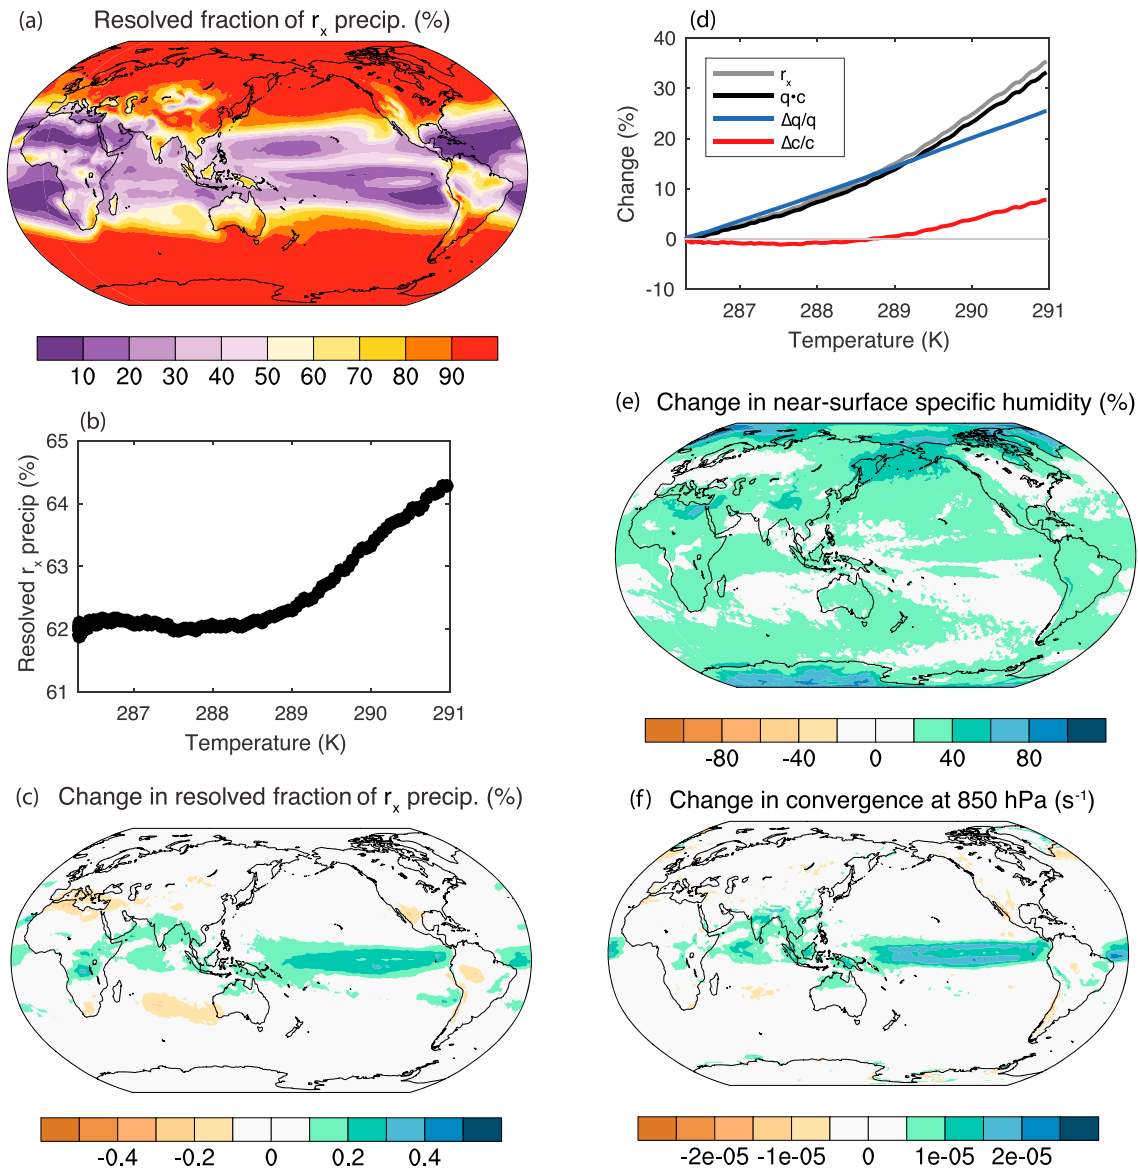 (a) Resolved fraction of rx precip. (%)
10 20 30 40 50 60 70 80 90
(b)
65
64
63
62
61
Resolved rx precip (%)
287 288 289 290 291
Temperature (K)
(c) Change in resolved fraction of rx precip. (%)
-0.4 -0.2 0 0.2 0.4
(d)
40
30
20
10
0
-10
Change (%)
rx
q•c
Δq/q
Δc/c
287 288 289 290 291
Temperature (K)
(e) Change in near-surface specific humidity (%)
-80 -40 0 40 80
(f) Change in convergence at 850 hPa (s⁻¹)
-2e-05 -1e-05 0 1e-05 2e-05